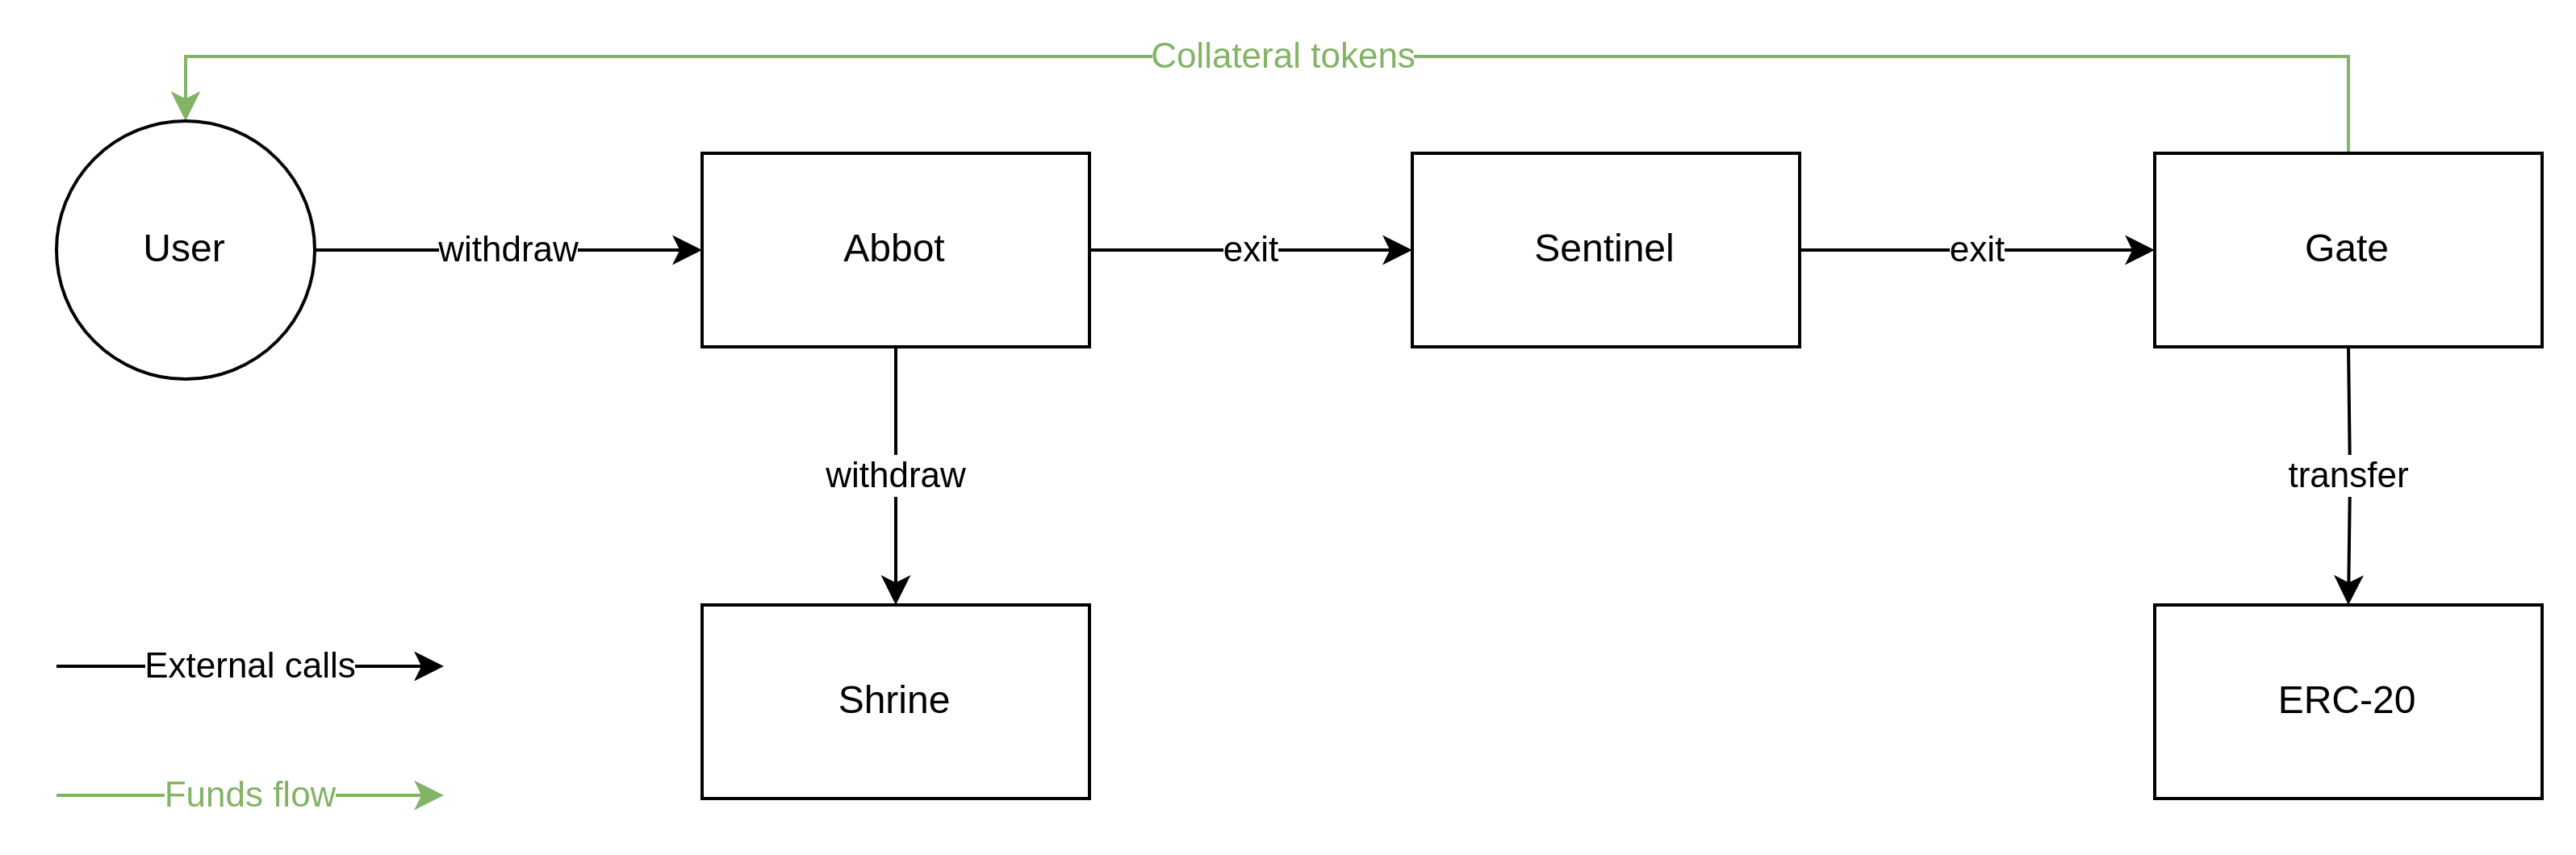 Collateral tokens
User
withdraw
Abbot
exit
Sentinel
exit
Gate
withdraw
transfer
External calls
Shrine
ERC-20
Funds flow